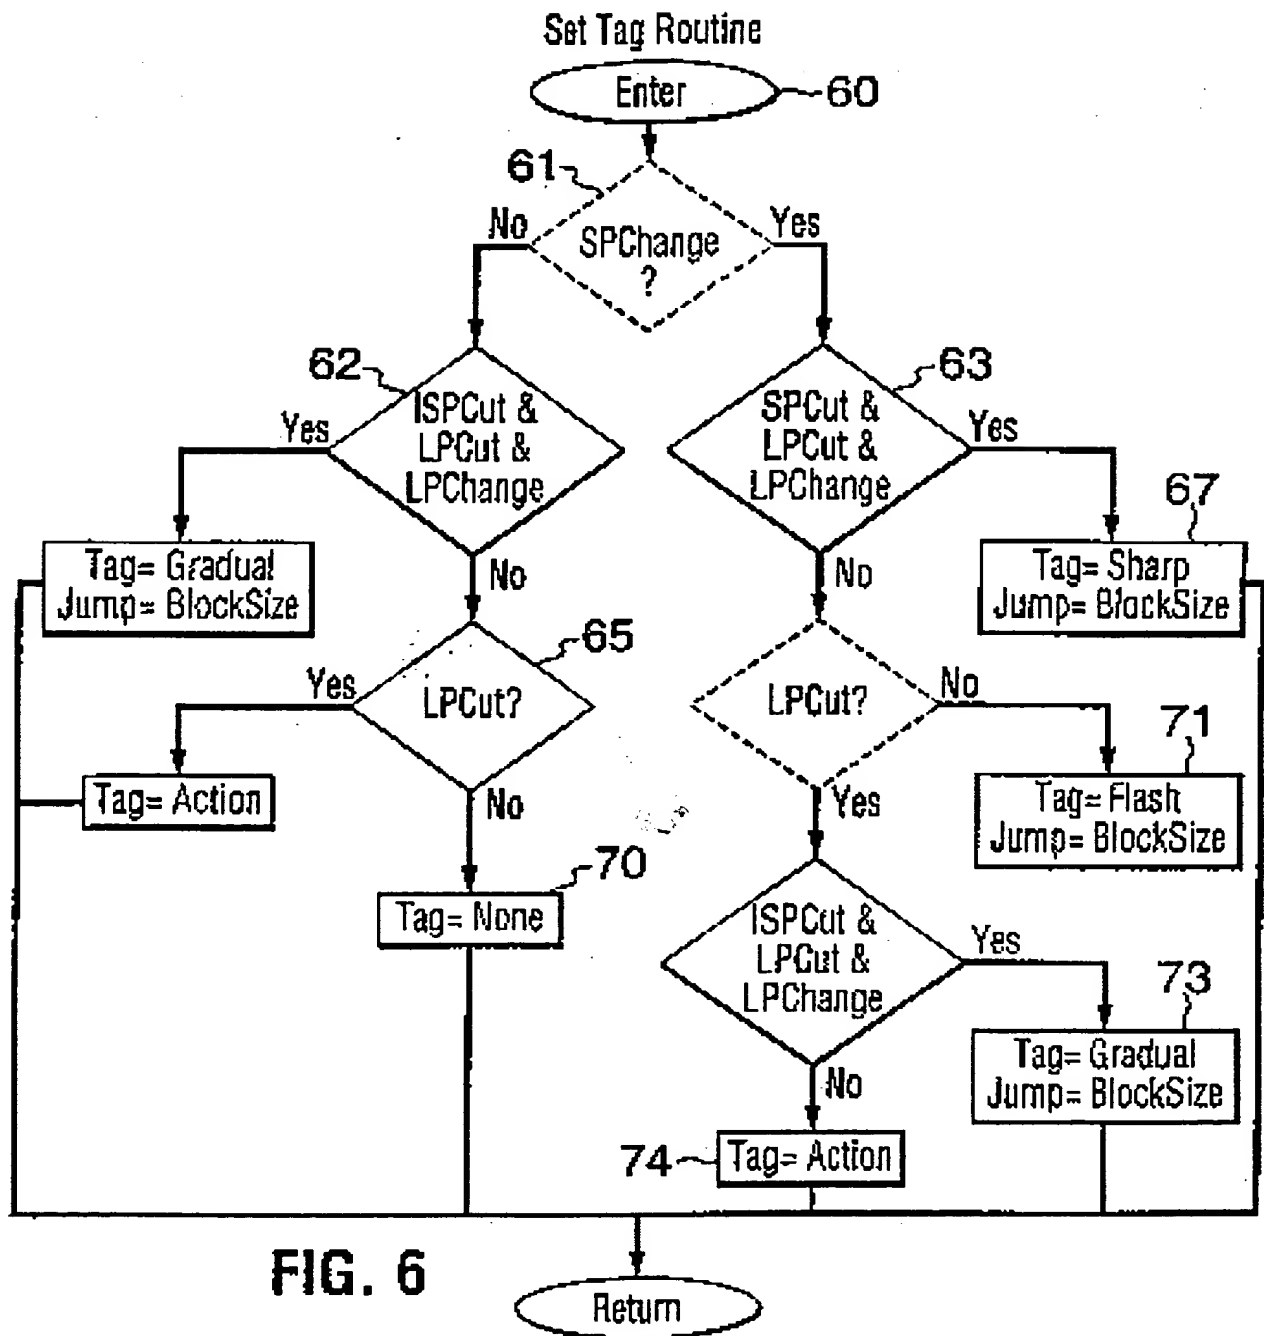 Set Tag Routine
Enter
60
61
No
Yes
SPChange
?
62
63
Yes
ISPCut &
LPCut &
LPChange
SPCut &
LPCut &
LPChange
Yes
67
Tag= Gradual
Jump= BlockSize
No
No
Tag= Sharp
Jump= BlockSize
65
Yes
LPCut?
LPCut?
No
71
Tag= Action
No
Yes
Tag= Flash
Jump= BlockSize
70
Tag= None
ISPCut &
LPCut &
LPChange
Yes
73
Tag= Gradual
Jump= BlockSize
No
74
Tag= Action
FIG. 6
Return